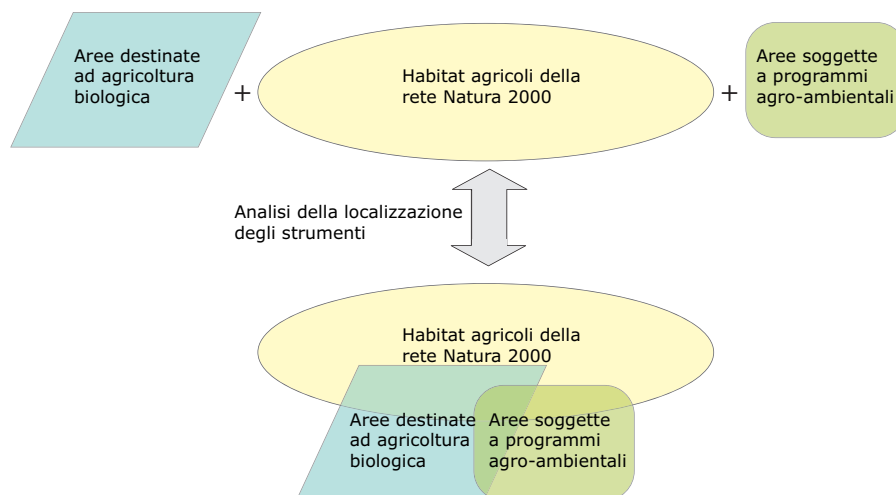 Aree destinate
ad agricoltura
biologica
+
Habitat agricoli della
rete Natura 2000
+
Aree soggette
a programmi
agro-ambientali
Analisi della localizzazione
degli strumenti
Habitat agricoli della
rete Natura 2000
Aree destinate
ad agricoltura
biologica
Aree soggette
a programmi
agro-ambientali